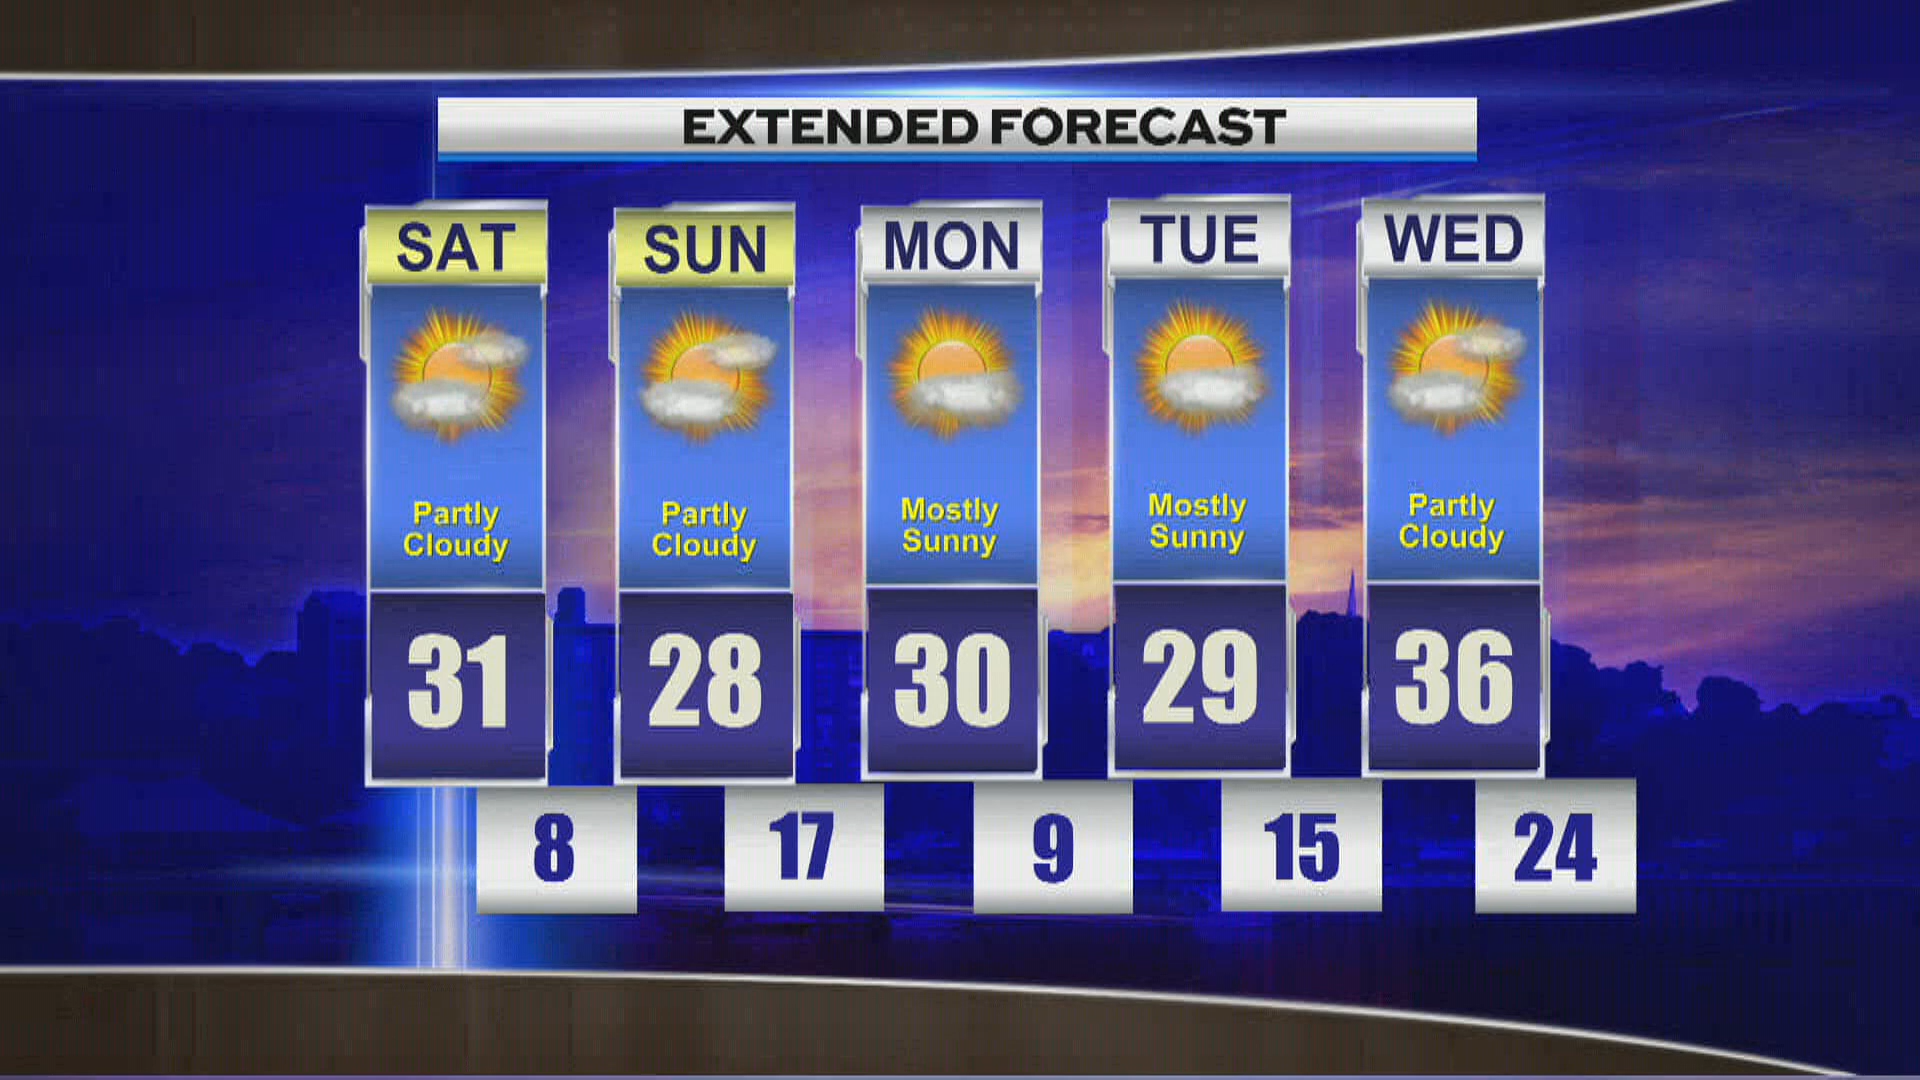 EXTENDED FORECAST
SAT
SUN
MON
TUE
WED
Partly
Cloudy
Partly
Cloudy
Mostly
Sunny
Mostly
Sunny
Partly
Cloudy
31
28
30
29
36
8
17
9
15
24